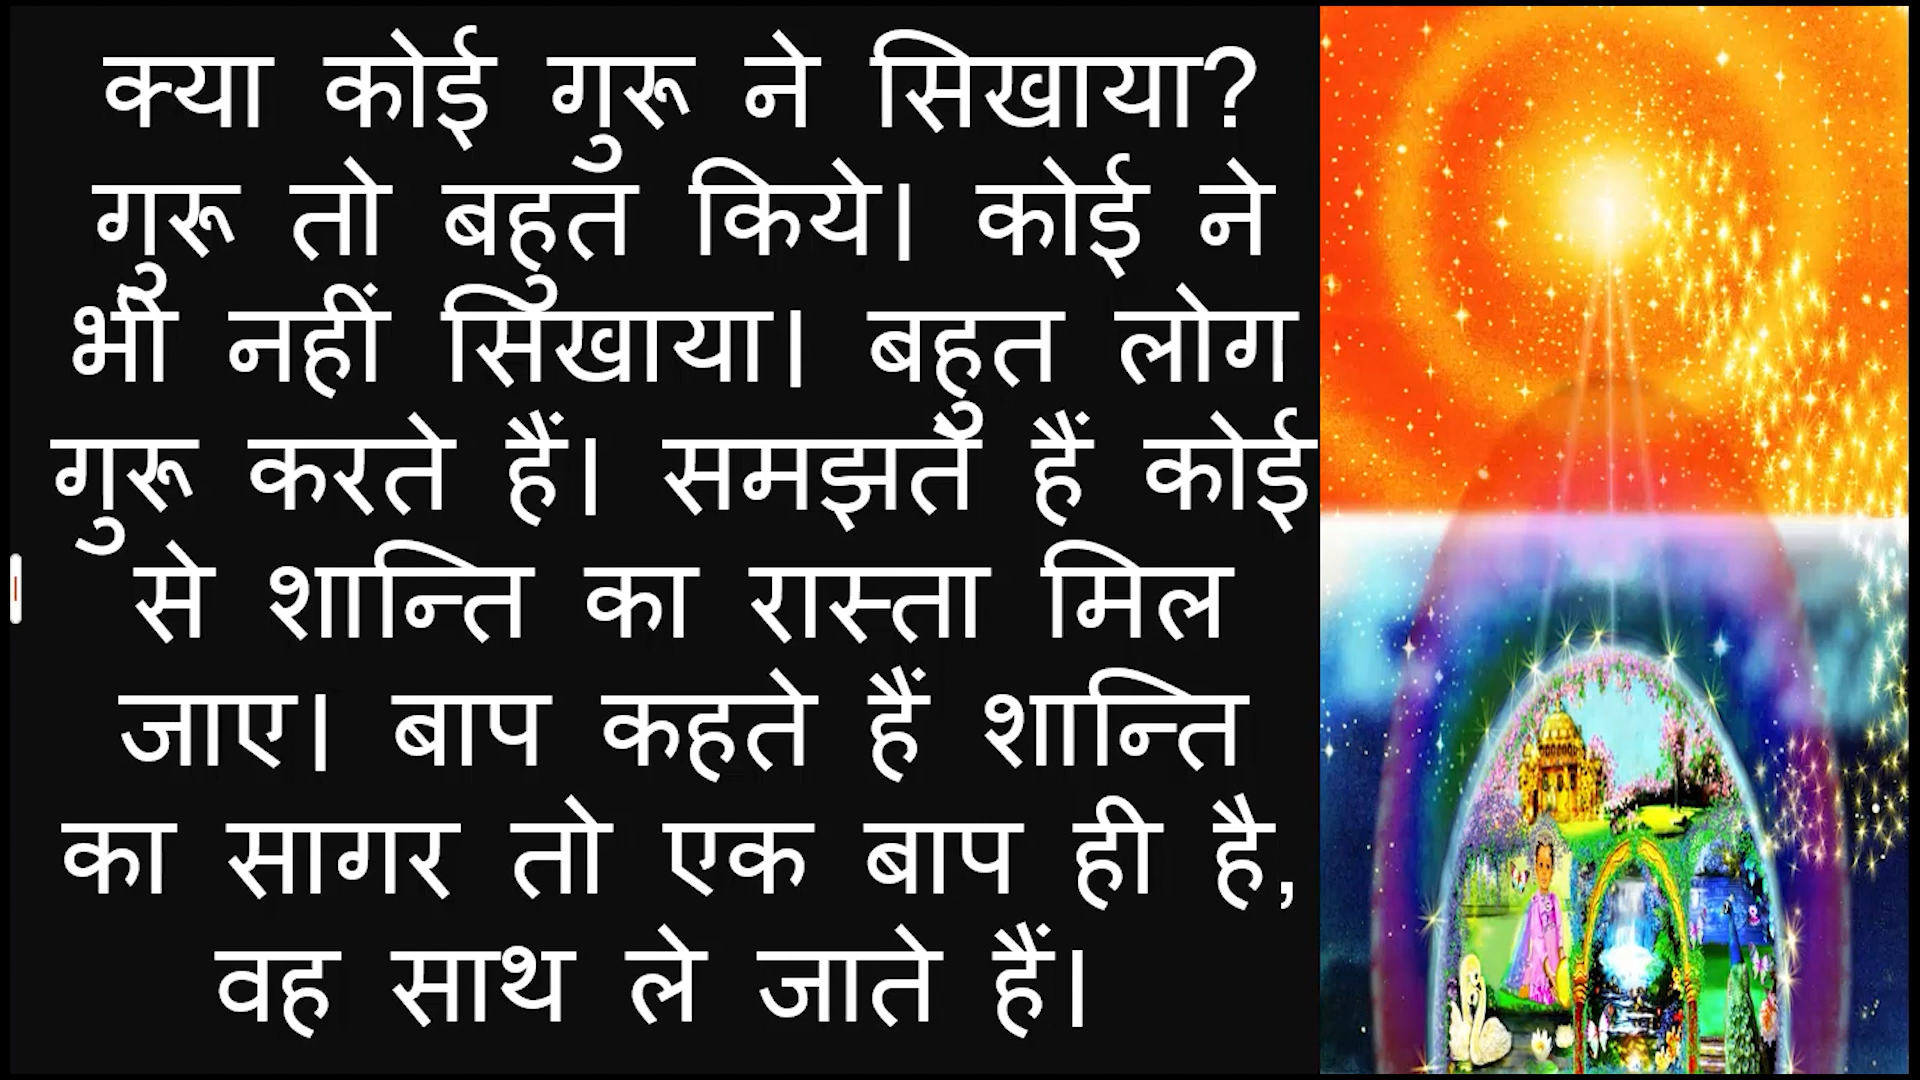 क्या कोई गुरू ने सिखाया?
गुरू तो बहुत किये। कोई ने
भी नहीं सिखाया। बहुत लोग
गुरू करते हैं। समझते हैं कोई
से शान्ति का रास्ता मिल
जाए। बाप कहते हैं शान्ति
का सागर तो एक बाप ही है,
वह साथ ले जाते हैं।